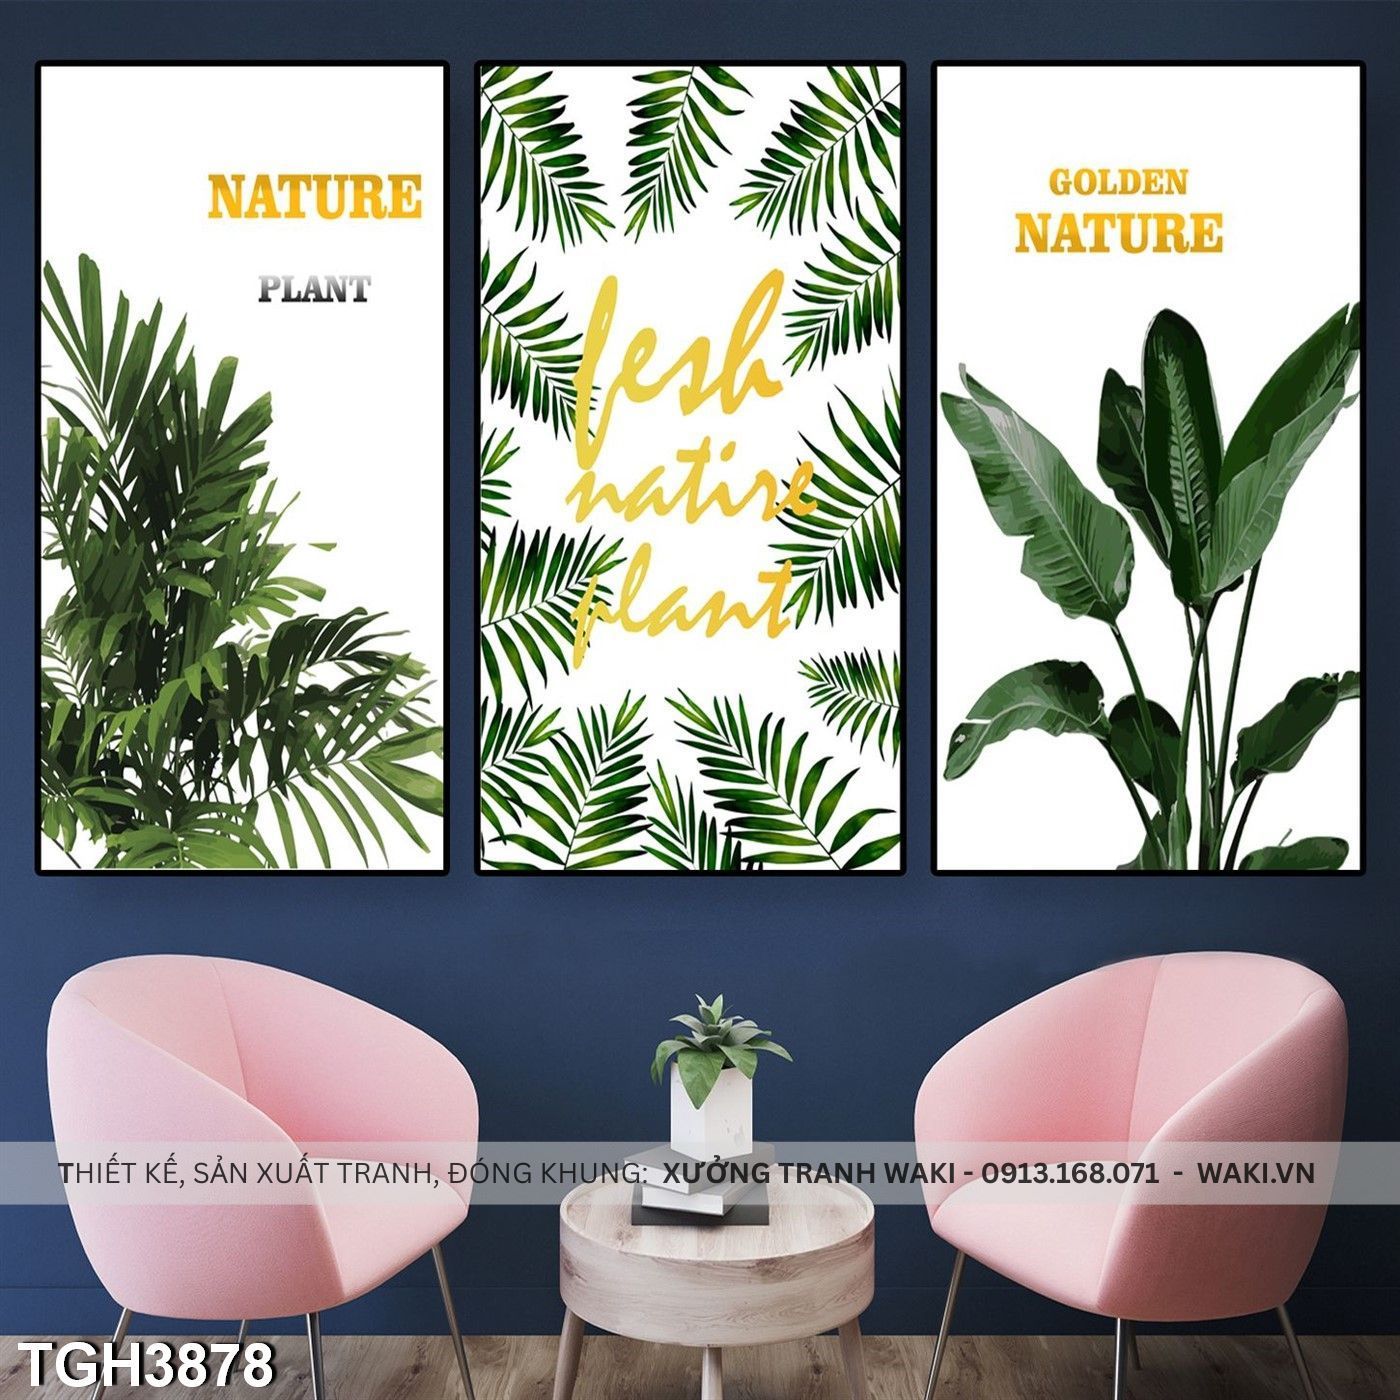 NATURE
PLANT
fesh
natire
plant
GOLDEN
NATURE
THIẾT KẾ, SẢN XUẤT TRANH, ĐÓNG KHUNG: XƯỞNG TRANH WAKI - 0913.168.071 - WAKI.VN
TGH3878